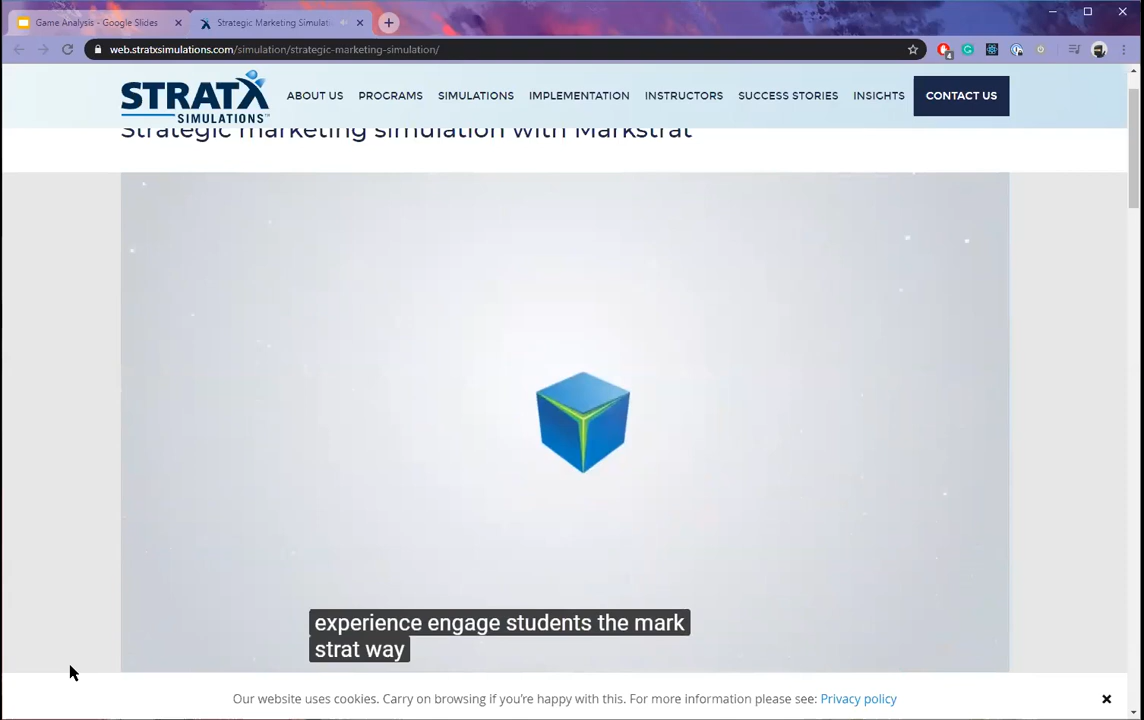 Game Analysis - Google Slides
Strategic Marketing Simulat
web.stratxsimulations.com/simulation/strategic-marketing-simulation/
4
STRATX
SIMULATIONS™
ABOUT US
PROGRAMS
SIMULATIONS
IMPLEMENTATION
INSTRUCTORS
SUCCESS STORIES
INSIGHTS
CONTACT US
Strategic marketing simulation with Markstrat
experience engage students the mark
strat way
Our website uses cookies. Carry on browsing if you're happy with this. For more information please see: Privacy policy